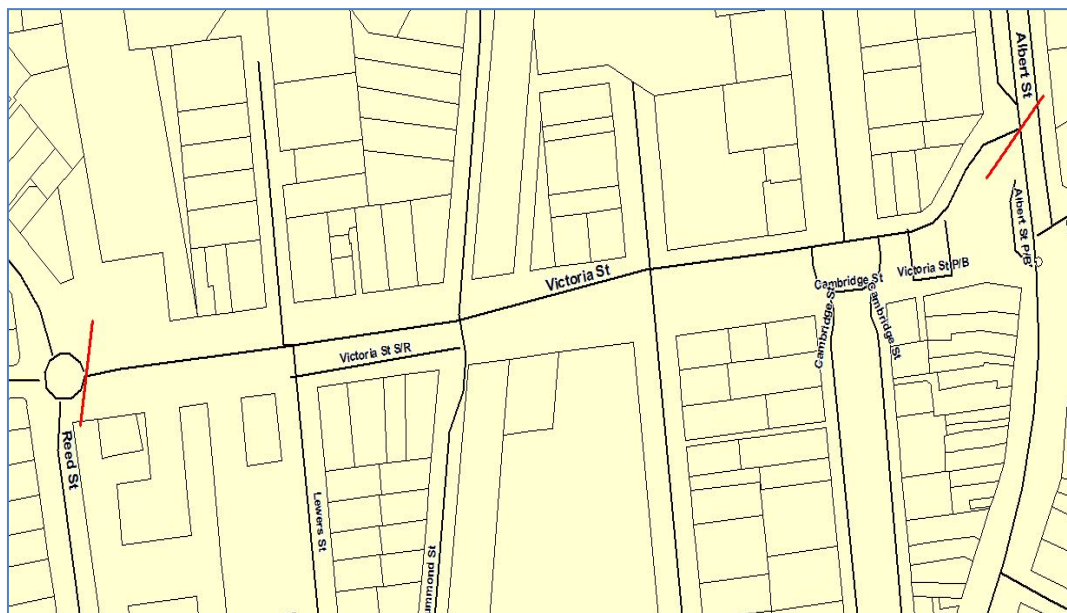 Albert St
Albert St P/B
Victoria St
Victoria St P/B
Cambridge St
Cambridge St
Cambridge St
Victoria St S/R
Reed St
Lewers St
ummond St